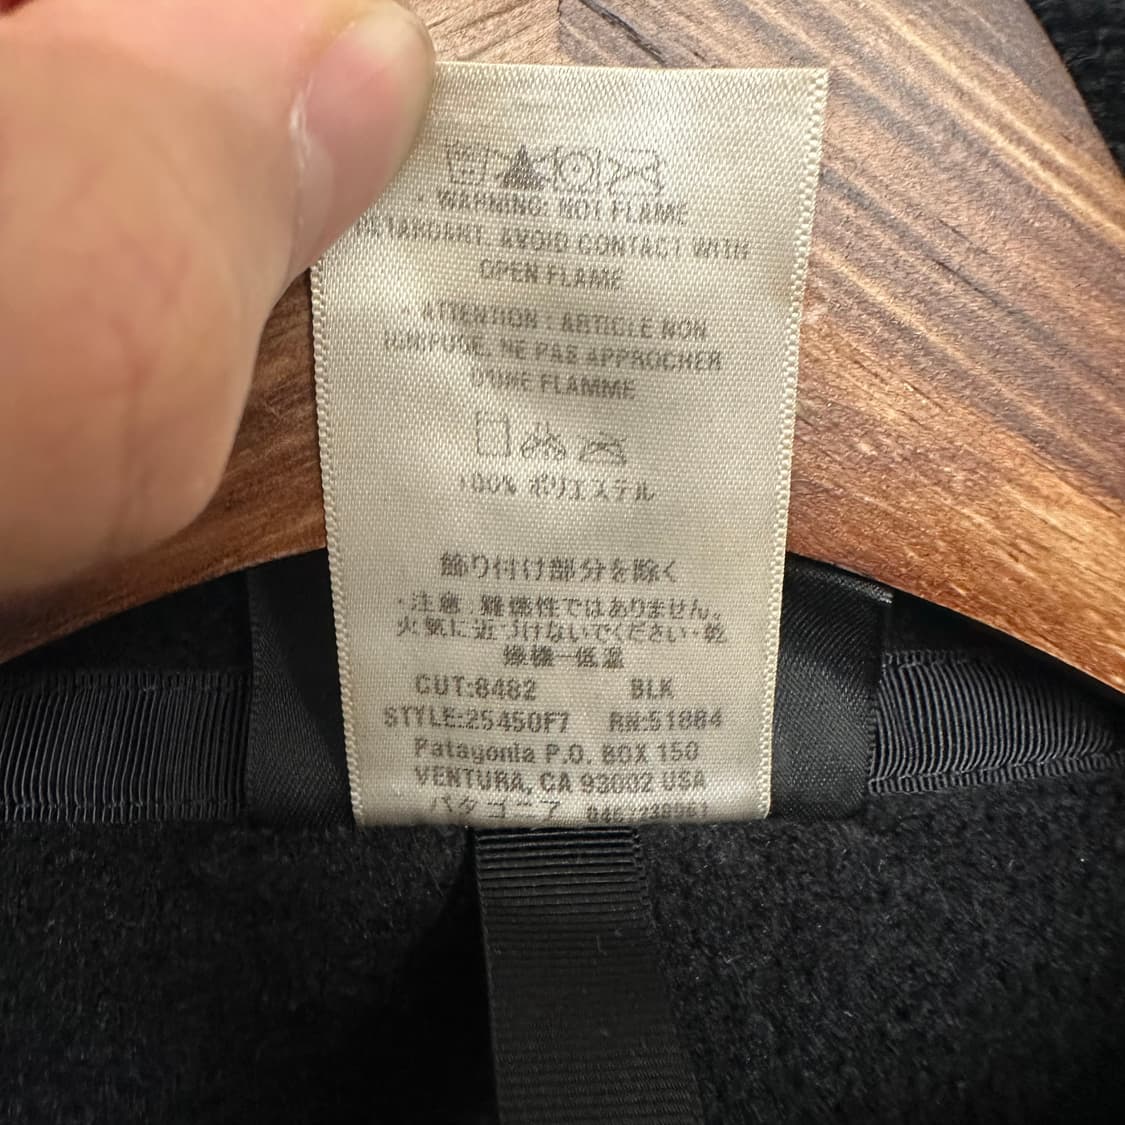 WARNING: NOT FLAME
RETARDANT. AVOID CONTACT WITH
OPEN FLAME
ATTENTION : ARTICLE NON
IGNIFUGE. NE PAS APPROCHER
D'UNE FLAMME
100% ポリエステル
飾り付け部分を除く
・注意：難燃性ではありません。
火気に近づけないでください・乾
燥機－低温
CUT:8482 BLK
STYLE:25450F7 RN:51884
Patagonia P.O. BOX 150
VENTURA, CA 93002 USA
パタゴニア